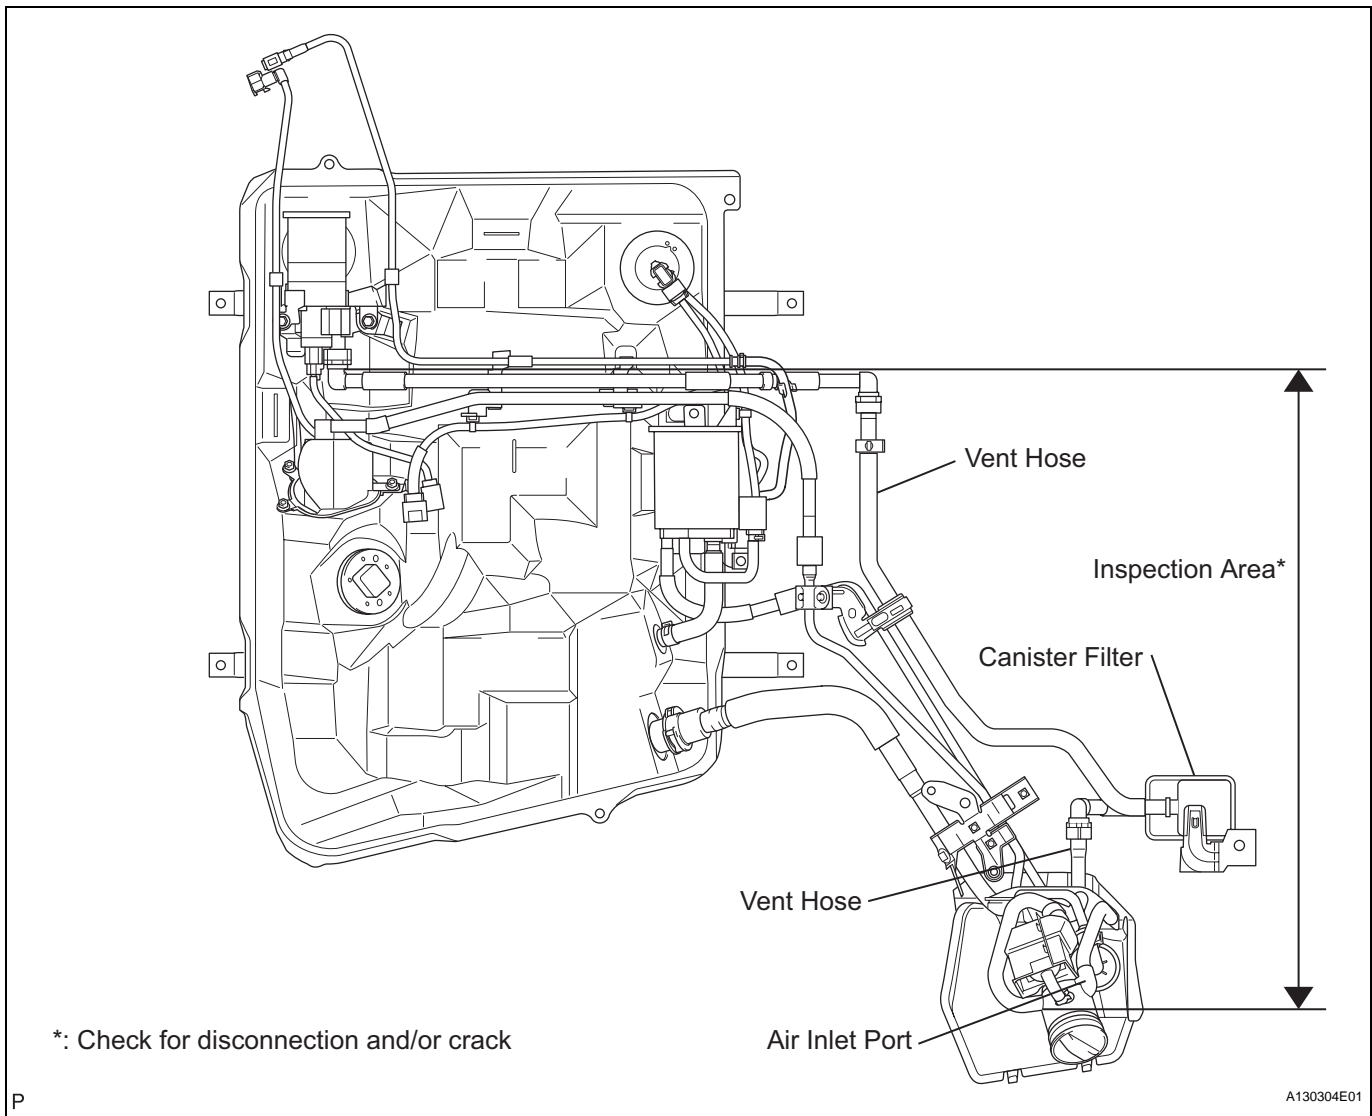 Vent Hose
Inspection Area*
Canister Filter
Vent Hose
*: Check for disconnection and/or crack
Air Inlet Port
P
A130304E01